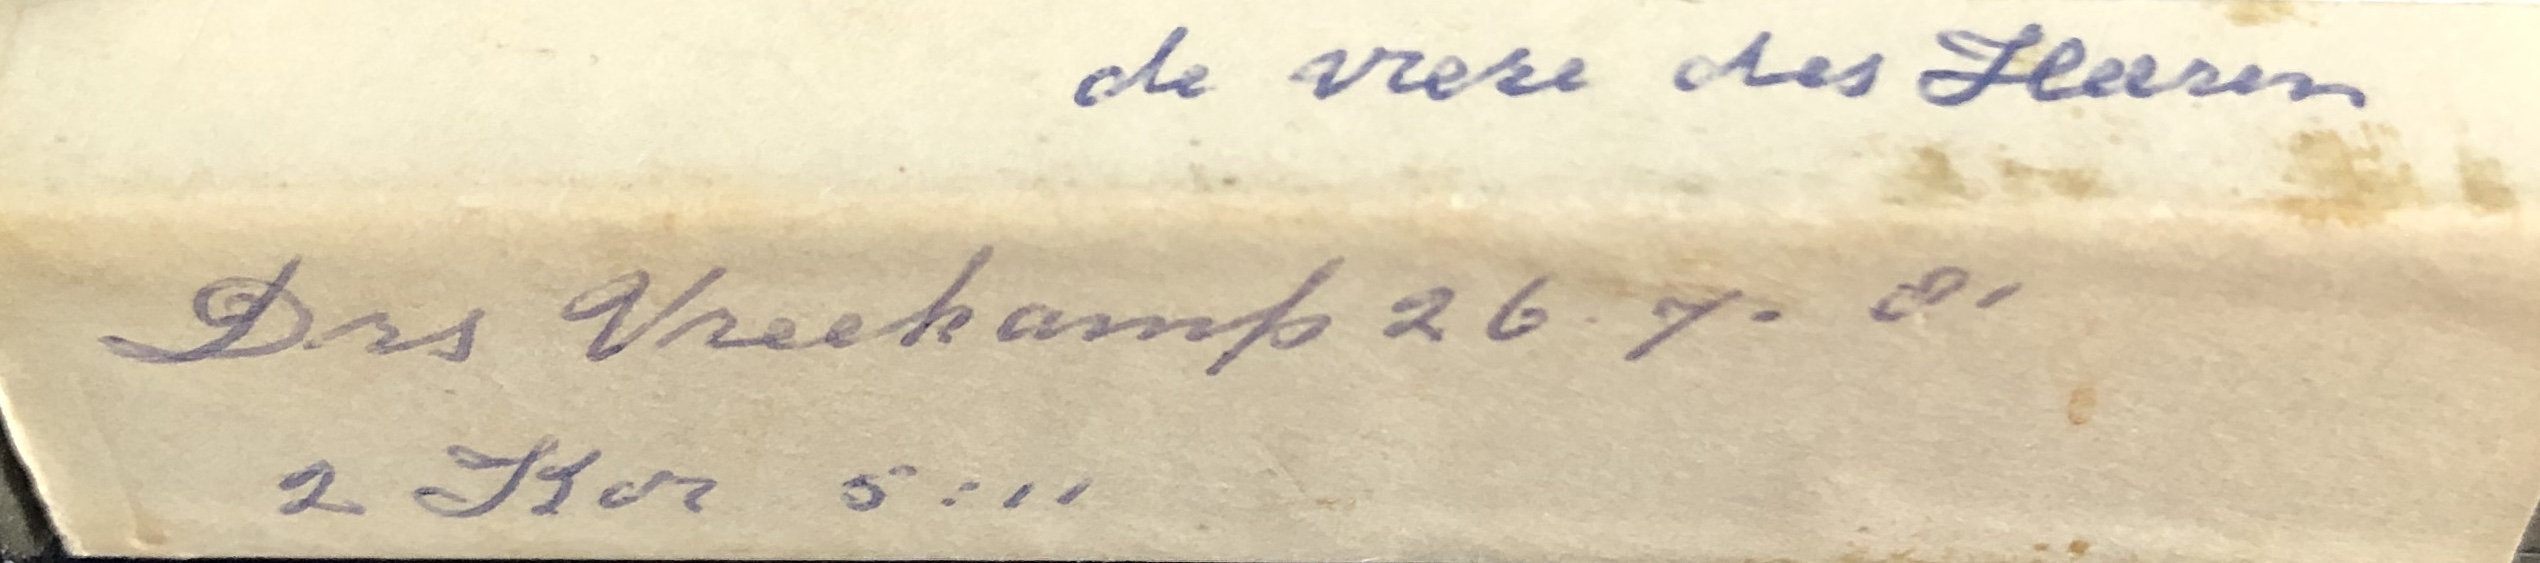 de vreze des Heeren
Drs Vreekamp 26.7.81
2 Kor 5:11